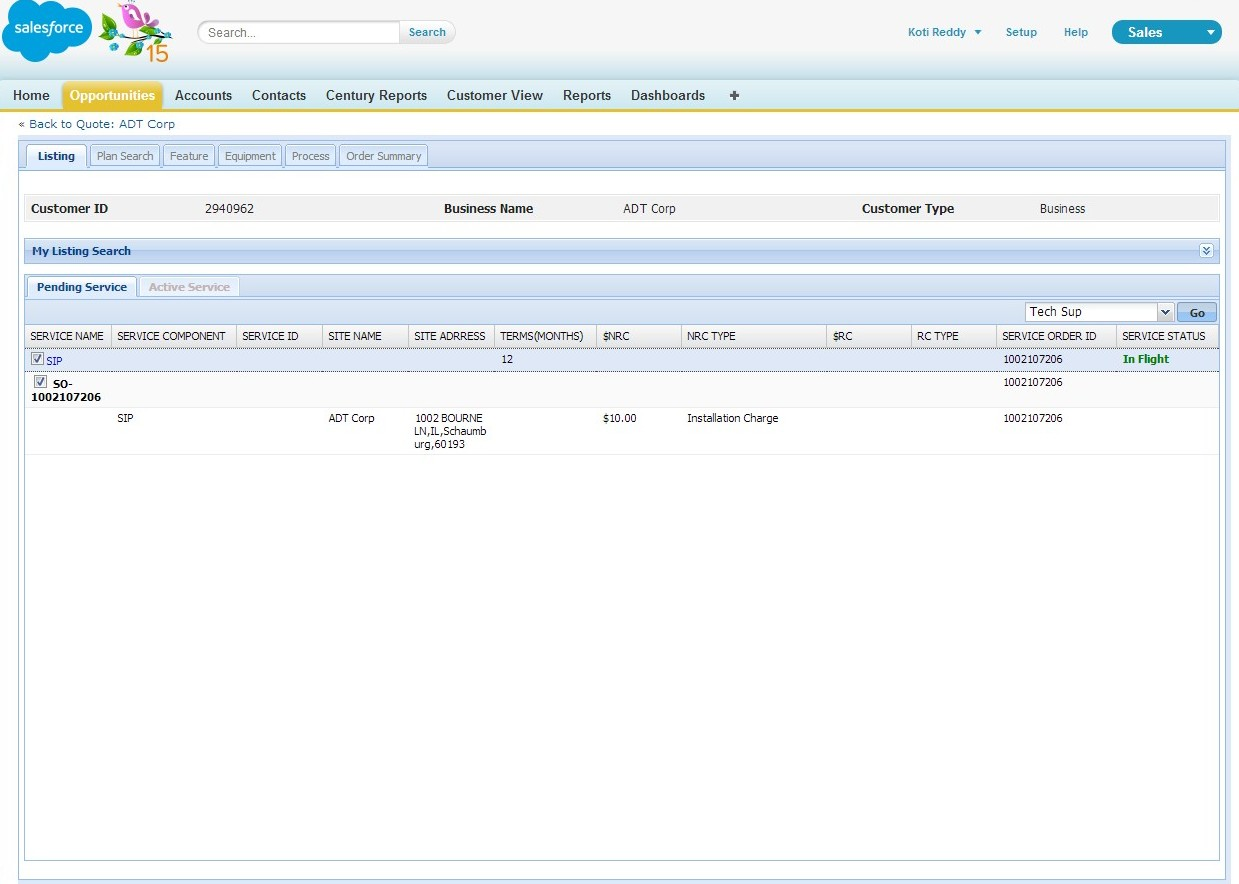 salesforce
15
Search...
Search
Koti Reddy
Setup
Help
Sales
Home
Opportunities
Accounts
Contacts
Century Reports
Customer View
Reports
Dashboards
+
« Back to Quote: ADT Corp
Listing
Plan Search
Feature
Equipment
Process
Order Summary
Customer ID
2940962
Business Name
ADT Corp
Customer Type
Business
My Listing Search
Pending Service
Active Service
Tech Sup
Go
SERVICE NAME
SERVICE COMPONENT
SERVICE ID
SITE NAME
SITE ADRRESS
TERMS(MONTHS)
$NRC
NRC TYPE
$RC
RC TYPE
SERVICE ORDER ID
SERVICE STATUS
SIP
12
1002107206
In Flight
SO-
1002107206
1002107206
SIP
ADT Corp
1002 BOURNE
LN,IL,Schaumb
urg,60193
$10.00
Installation Charge
1002107206